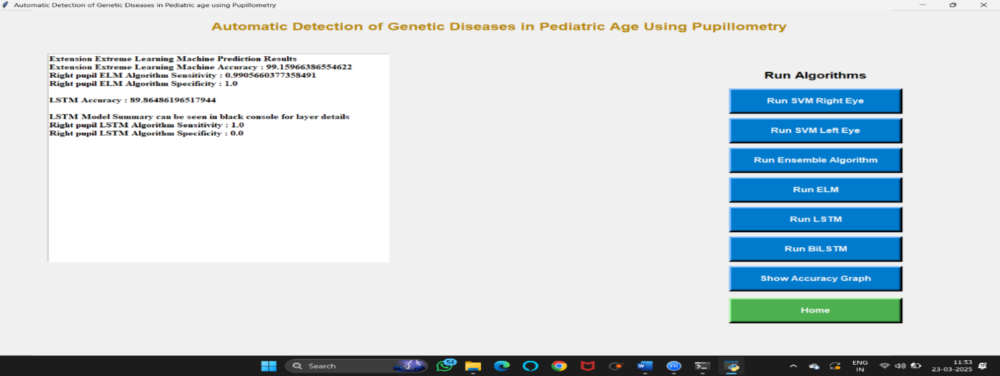 Automatic Detection of Genetic Diseases in Pediatric age using Pupillometry
Automatic Detection of Genetic Diseases in Pediatric Age Using Pupillometry
Extension Extreme Learning Machine Prediction Results
Extension Extreme Learning Machine Accuracy : 99.15966386554622
Right pupil ELM Algorithm Sensitivity : 0.9905660377358491
Right pupil ELM Algorithm Specificity : 1.0
LSTM Accuracy : 89.86486196517944
LSTM Model Summary can be seen in black console for layer details
Right pupil LSTM Algorithm Sensitivity : 1.0
Right pupil LSTM Algorithm Specificity : 0.0
Run Algorithms
Run SVM Right Eye
Run SVM Left Eye
Run Ensemble Algorithm
Run ELM
Run LSTM
Run BiLSTM
Show Accuracy Graph
Home
Search
54
ENG
IN
11:53
23-03-2025